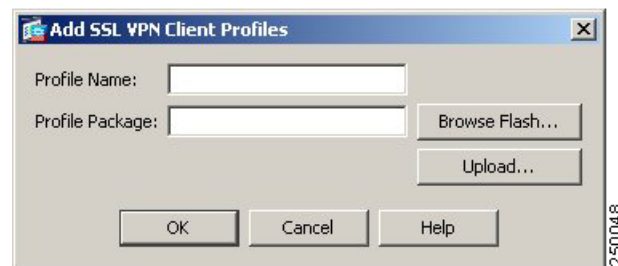 Add SSL VPN Client Profiles
Profile Name:
Profile Package:
Browse Flash...
Upload...
OK
Cancel
Help
250048